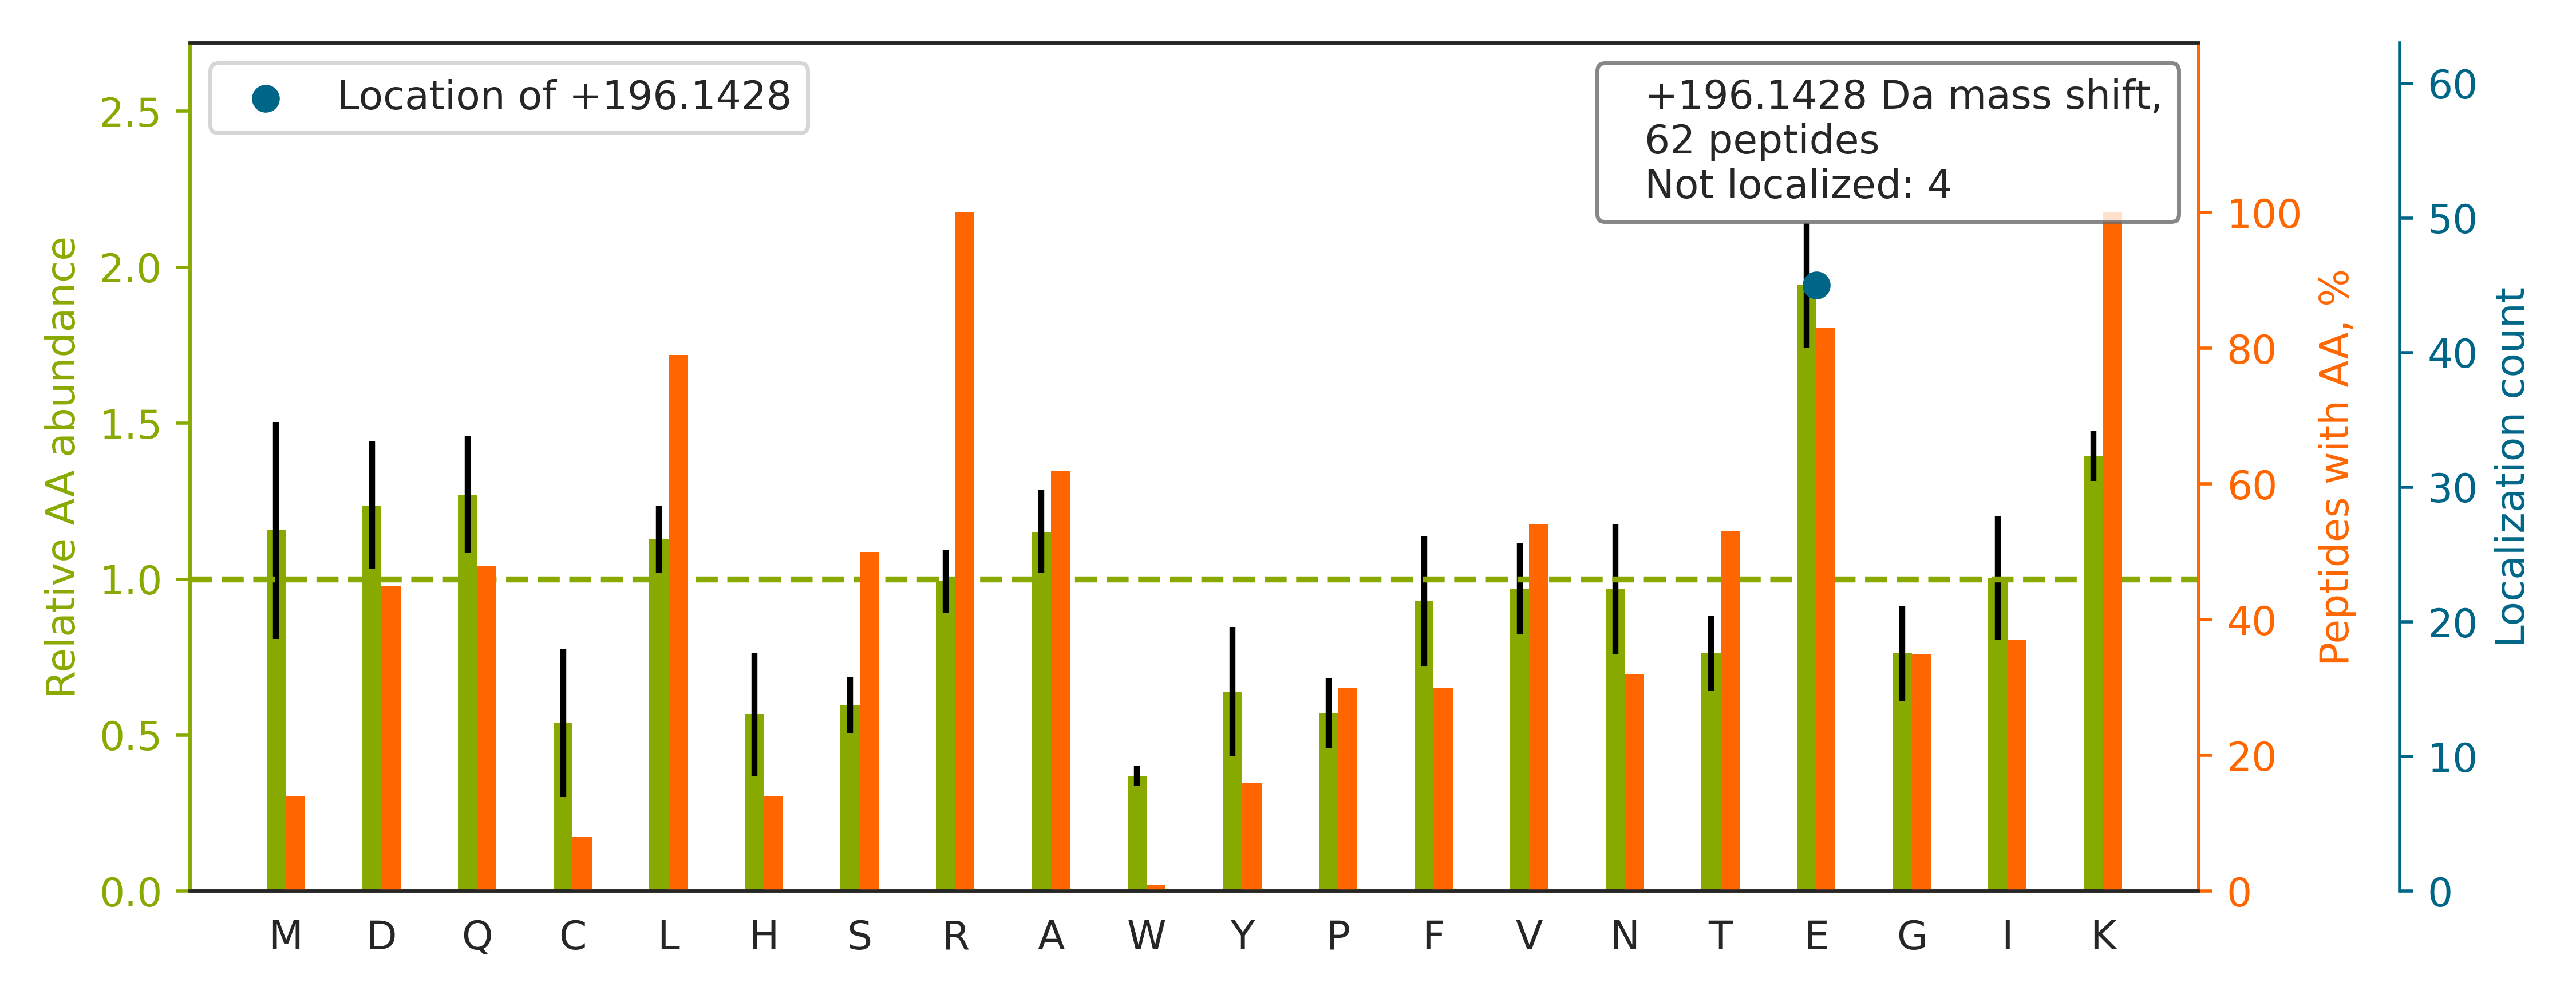 Location of +196.1428
+196.1428 Da mass shift,
62 peptides
Not localized: 4
Relative AA abundance
2.5
2.0
1.5
1.0
0.5
0.0
Peptides with AA, %
100
80
60
40
20
0
Localization count
60
50
40
30
20
10
0
M D Q C L H S R A W Y P F V N T E G I K